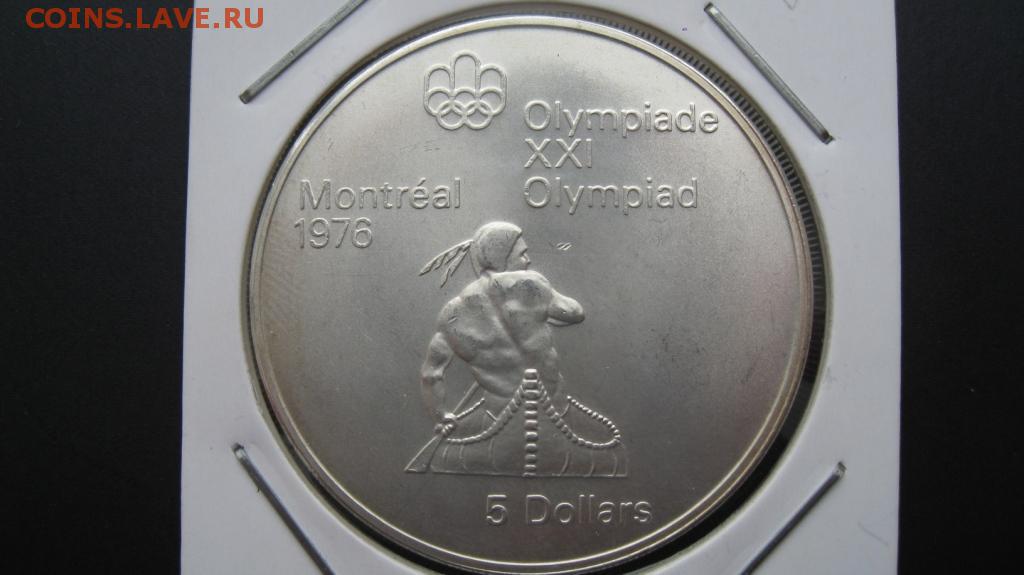 COINS.LAVE.RU
Olympiade
XXI
Olympiad
Montréal
1976
5 Dollars